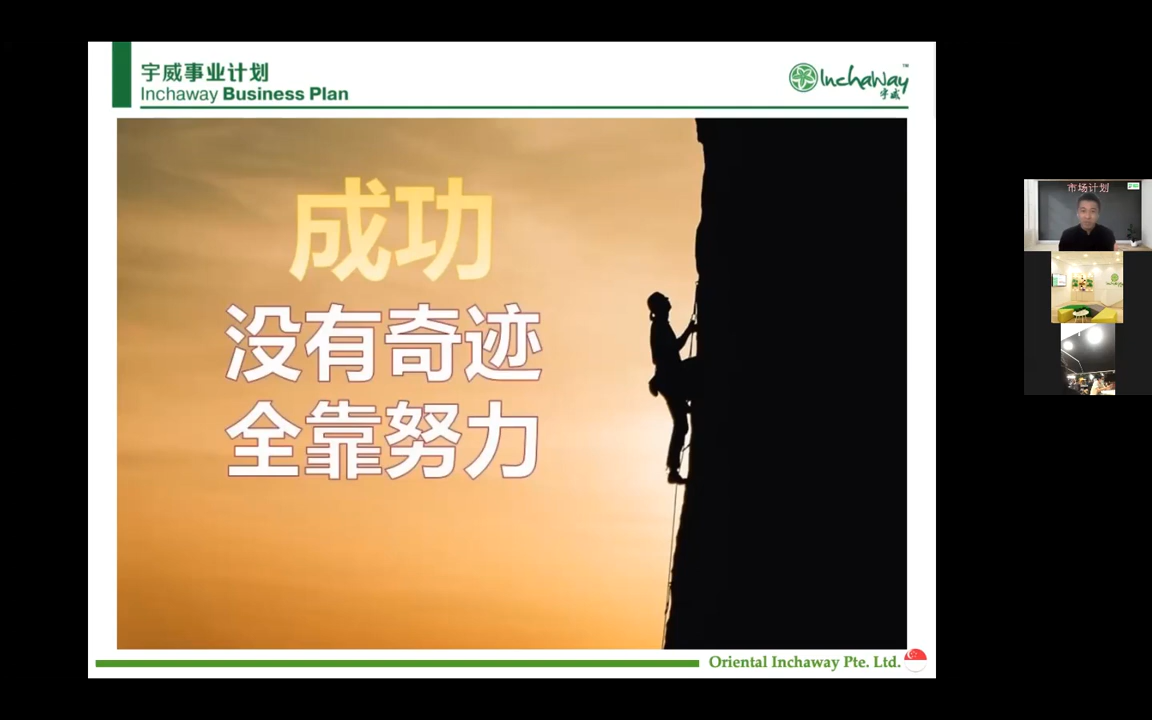 宇威事业计划
Inchaway Business Plan
InchaWay™
宇威
成功
没有奇迹
全靠努力
Oriental Inchaway Pte. Ltd.
市场计划